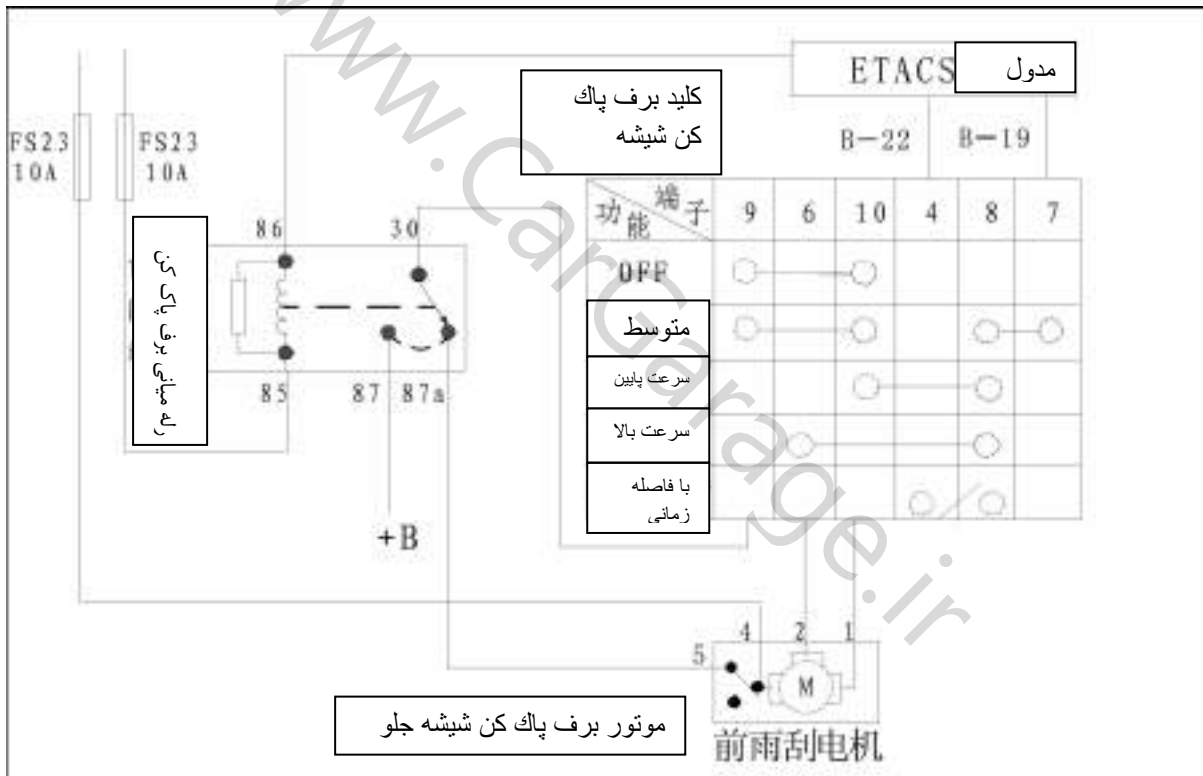 www.CarGarage.ir
ETACS
مدول
کلید برف پاك
کن شیشه
B-22
B-19
FS23
10A
FS23
10A
端子
功能
9
6
10
4
8
7
86
30
OFF
متوسط
سرعت پایین
سرعت بالا
با فاصله
زمانی
رله میانی برف پاک کن
85
87
87a
+B
5
4
2
1
M
موتور برف پاك کن شیشه جلو
前雨刮电机